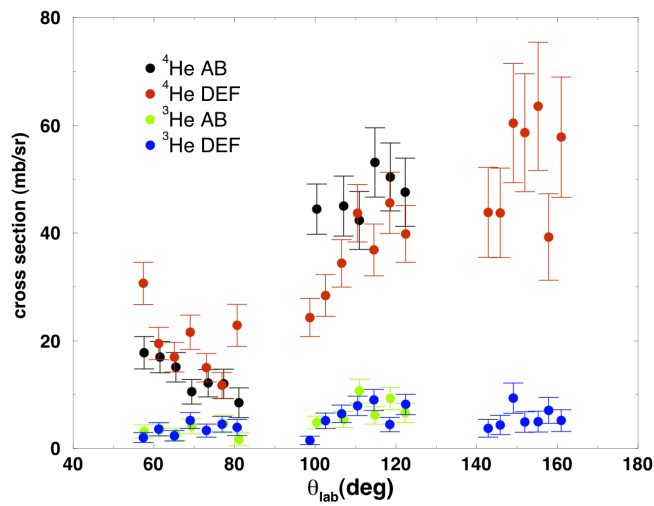 80
60
40
20
0
cross section (mb/sr)
⁴He AB
⁴He DEF
³He AB
³He DEF
40 60 80 100 120 140 160 180
θlab(deg)